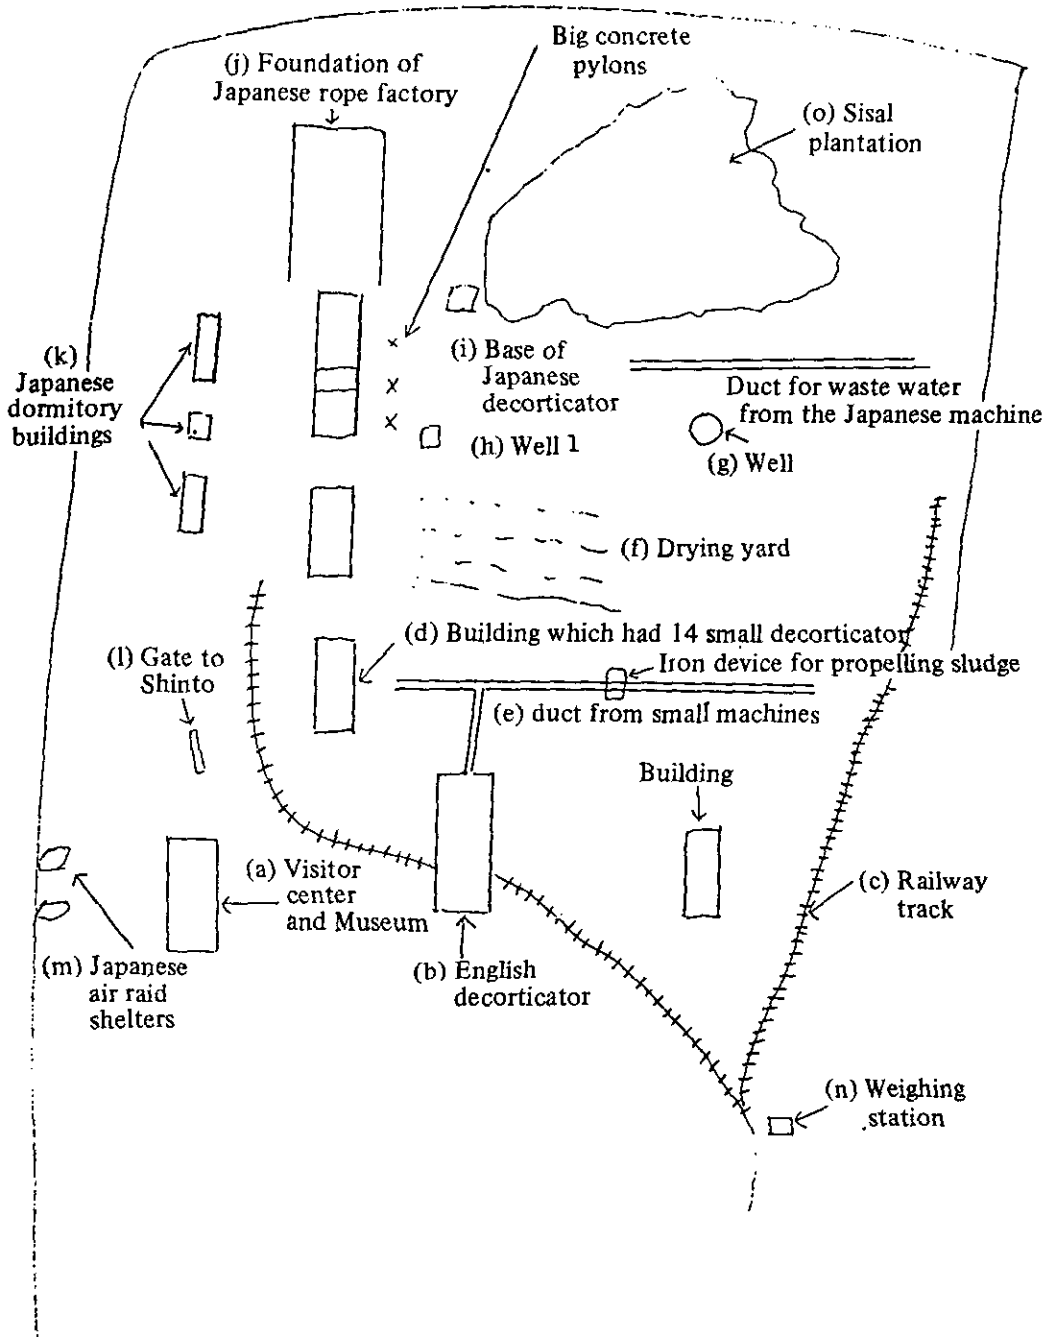 Big concrete
pylons
(j) Foundation of
Japanese rope factory
(o) Sisal
plantation
(k)
Japanese
dormitory
buildings
(i) Base of
Japanese
decorticator
Duct for waste water
from the Japanese machine
(h) Well 1
(g) Well
(f) Drying yard
(d) Building which had 14 small decorticator
Iron device for propelling sludge
(l) Gate to
Shinto
(e) duct from small machines
Building
(a) Visitor
center
and Museum
(c) Railway
track
(m) Japanese
air raid
shelters
(b) English
decorticator
(n) Weighing
station